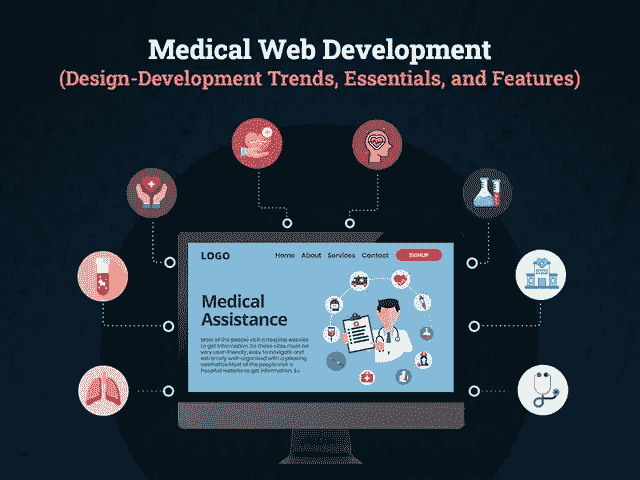 Medical Web Development
(Design-Development Trends, Essentials, and Features)
LOGO
Home About Services Contact SIGNUP
Medical
Assistance
Most of the people visit a hospital website
to get information. So these sites must be
very user-friendly, easy to navigate and
extremely well-organized with a pleasing
aesthetics.Most of the people visit a
hospital website to get information. So